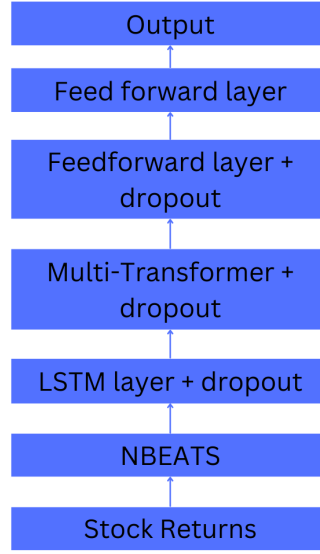 Output
Feed forward layer
Feedforward layer +
dropout
Multi-Transformer +
dropout
LSTM layer + dropout
NBEATS
Stock Returns